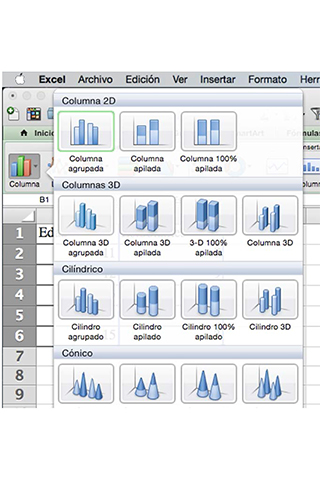 Excel Archivo Edición Ver Insertar Formato
Inicio
Columna 2D
Columna agrupada
Columna apilada
Columna 100% apilada
Columna
B1
Columnas 3D
Columna 3D agrupada
Columna 3D apilada
3-D 100% apilada
Columna 3D
Cilíndrico
Cilindro agrupado
Cilindro apilado
Cilindro 100% apilado
Cilindro 3D
Cónico
1 Ed
2
3
4
5
6
7
8
9